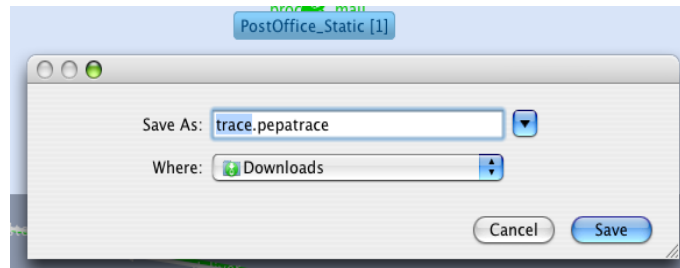 PostOffice_Static [1]
Save As: trace.pepatrace
Where: Downloads
Cancel Save